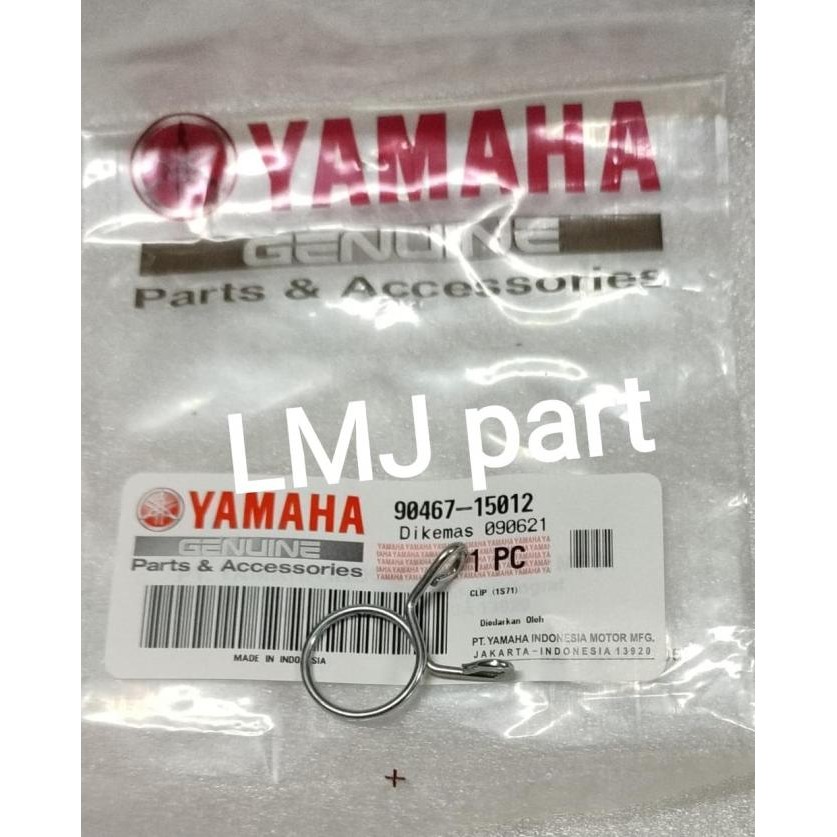 YAMAHA
GENUINE
Parts & Accessories
LMJ part
YAMAHA
GENUINE
Parts & Accessories
90467-15012
Dikemas 090621
1 PC
CLIP (1S71)
Diedarkan Oleh
PT. YAMAHA INDONESIA MOTOR MFG.
JAKARTA-INDONESIA 13920
MADE IN INDONESIA